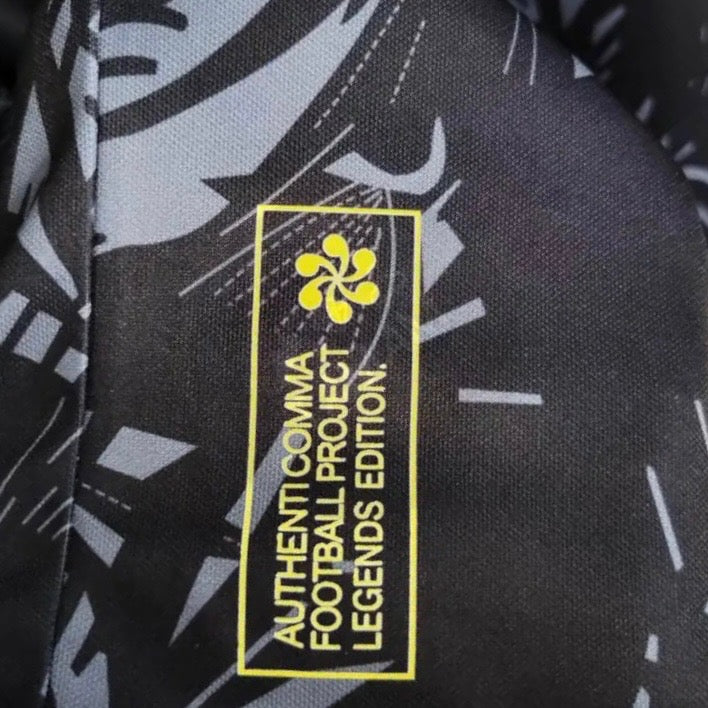 AUTHENTI COMMA
FOOTBALL PROJECT
LEGENDS EDITION.